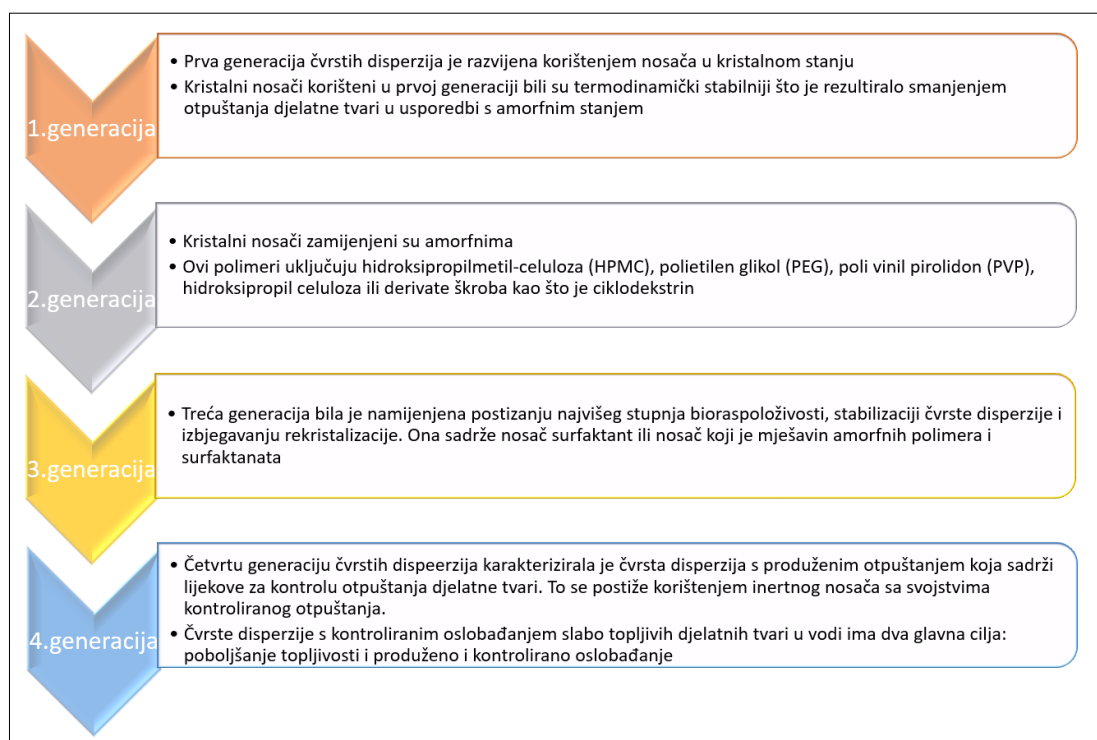 1.generacija
• Prva generacija čvrstih disperzija je razvijena korištenjem nosača u kristalnom stanju
• Kristalni nosači korišteni u prvoj generaciji bili su termodinamički stabilniji što je rezultiralo smanjenjem
otpuštanja djelatne tvari u usporedbi s amorfnim stanjem
2.generacija
• Kristalni nosači zamijenjeni su amorfnima
• Ovi polimeri uključuju hidroksipropilmetil-celuloza (HPMC), polietilen glikol (PEG), poli vinil pirolidon (PVP),
hidroksipropil celuloza ili derivate škroba kao što je ciklodekstrin
3.generacija
• Treća generacija bila je namijenjena postizanju najvišeg stupnja bioraspoloživosti, stabilizaciji čvrste disperzije i
izbjegavanju rekristalizacije. Ona sadrže nosač surfaktant ili nosač koji je mješavin amorfnih polimera i
surfaktanata
4.generacija
• Četvrtu generaciju čvrstih dispeerzija karakterizirala je čvrsta disperzija s produženim otpuštanjem koja sadrži
lijekove za kontrolu otpuštanja djelatne tvari. To se postiže korištenjem inertnog nosača sa svojstvima
kontroliranog otpuštanja.
• Čvrste disperzije s kontroliranim oslobađanjem slabo topljivih djelatnih tvari u vodi ima dva glavna cilja:
poboljšanje topljivosti i produženo i kontrolirano oslobađanje